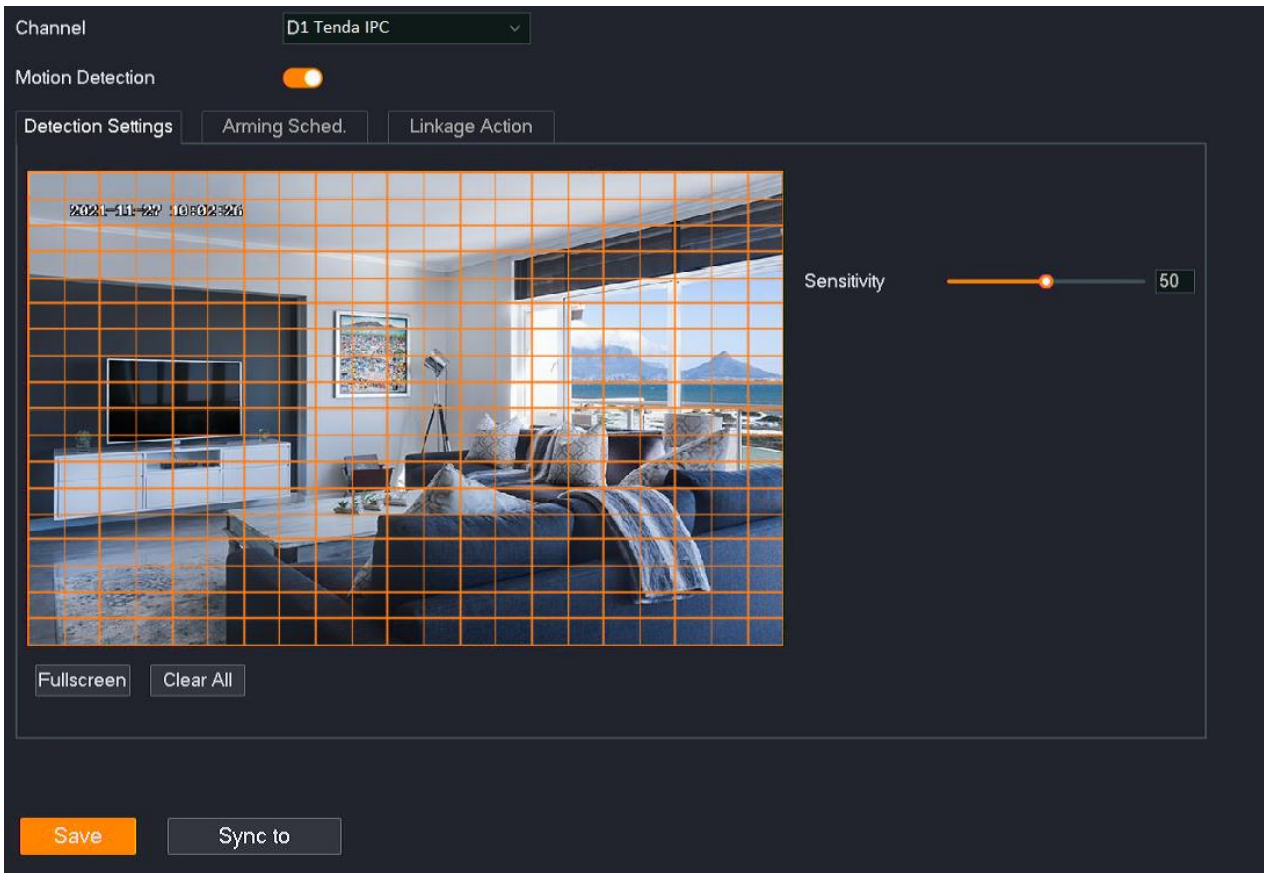 Channel D1 Tenda IPC
Motion Detection
Detection Settings Arming Sched. Linkage Action
2021-11-27 10:02:26
Sensitivity 50
Fullscreen Clear All
Save Sync to